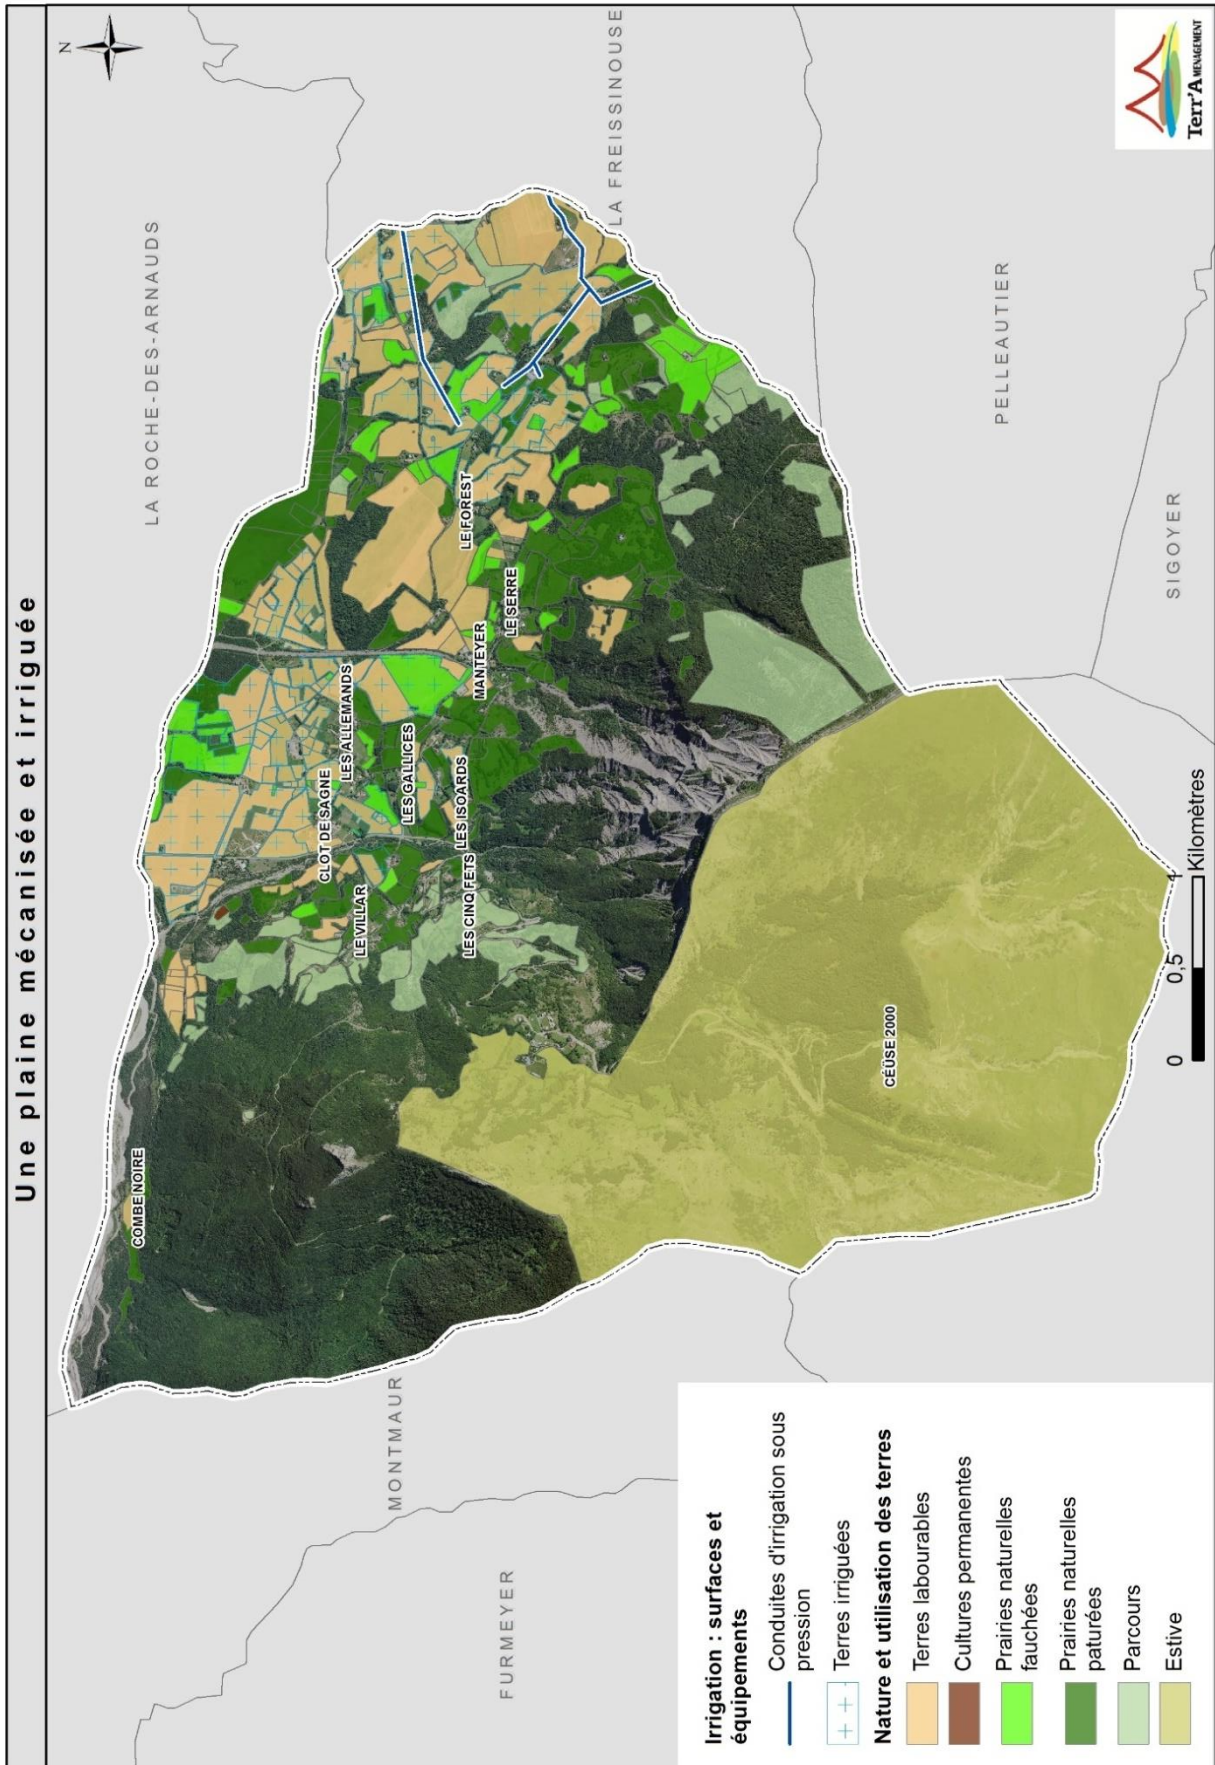 Une plaine mécanisée et irriguée
N
LA ROCHE-DES-ARNAUDS
LA FREISSINOUSE
PELLEAUTIER
SIGOYER
MONTMAUR
FURMEYER
COMBE NOIRE
LE VILLAR
CLOT DE SAGNE
LES ALLEMANDS
LES GALLICES
LES ISOARDS
LES CINQ FETS
MANTEYER
LE SERRE
LE FOREST
CÉÜSE 2000
Irrigation : surfaces et
équipements
Conduites d'irrigation sous
pression
Terres irriguées
Nature et utilisation des terres
Terres labourables
Cultures permanentes
Prairies naturelles
fauchées
Prairies naturelles
paturées
Parcours
Estive
0 0,5 1
Kilomètres
Terr'AMENAGEMENT